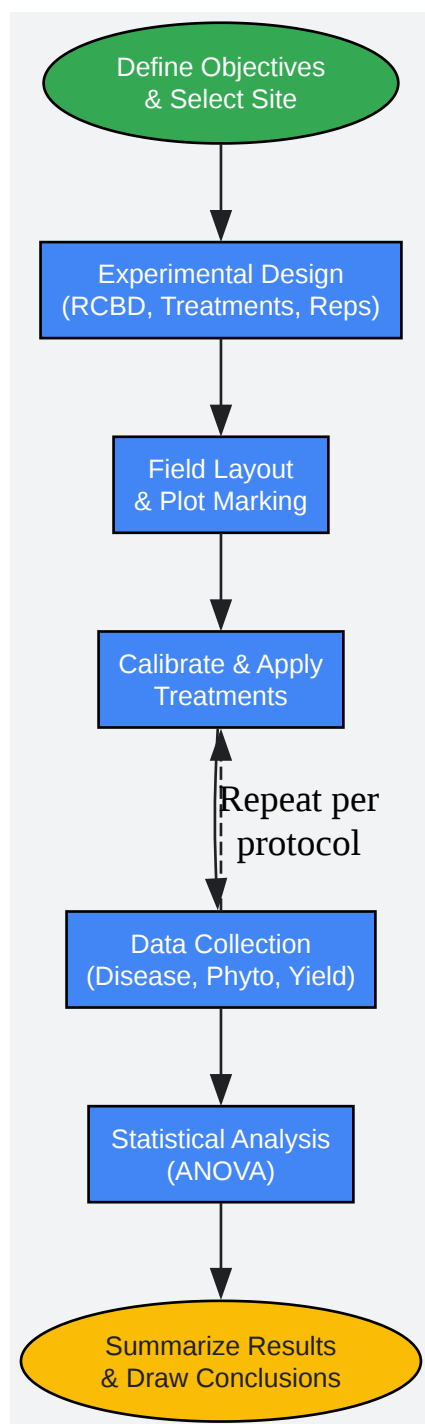 Define Objectives
& Select Site
Experimental Design
(RCBD, Treatments, Reps)
Field Layout
& Plot Marking
Calibrate & Apply
Treatments
Repeat per
protocol
Data Collection
(Disease, Phyto, Yield)
Statistical Analysis
(ANOVA)
Summarize Results
& Draw Conclusions